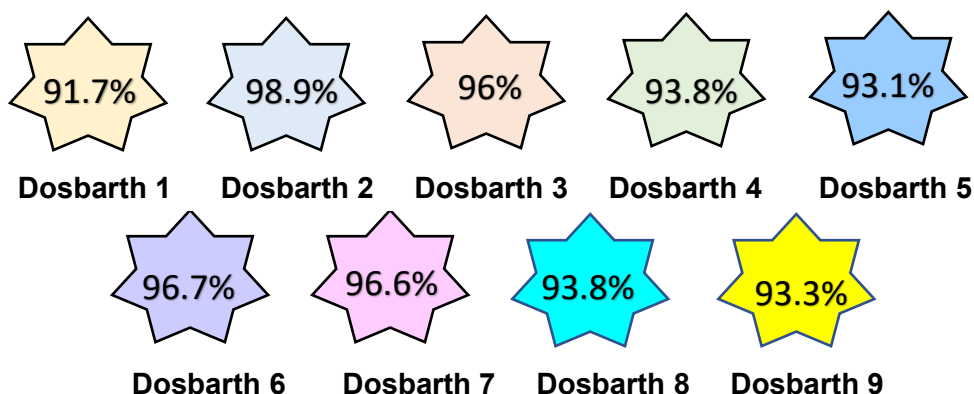 91.7% 98.9% 96% 93.8% 93.1%
Dosbarth 1 Dosbarth 2 Dosbarth 3 Dosbarth 4 Dosbarth 5
96.7% 96.6% 93.8% 93.3%
Dosbarth 6 Dosbarth 7 Dosbarth 8 Dosbarth 9